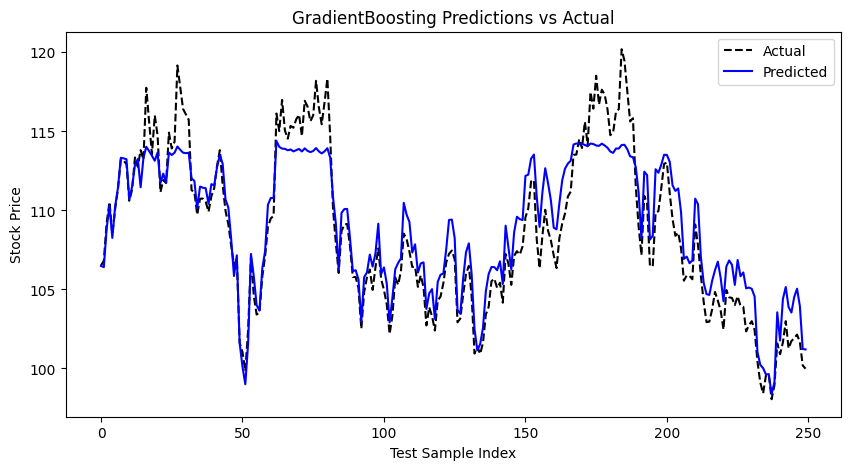 GradientBoosting Predictions vs Actual
Actual
Predicted
120
115
110
105
100
Stock Price
0 50 100 150 200 250
Test Sample Index